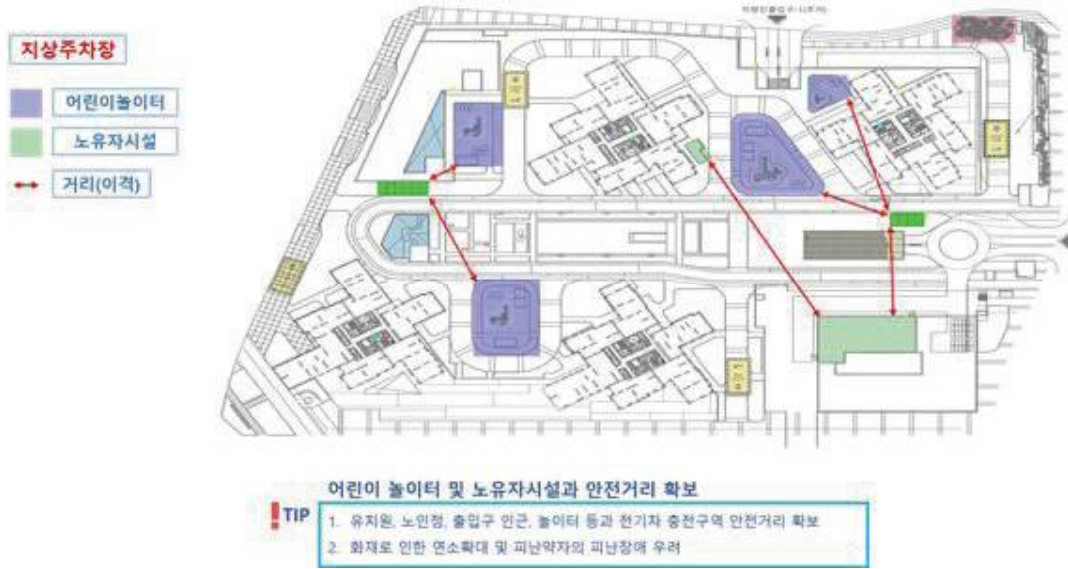 지상주차장
어린이놀이터
노유자시설
거리(이격)
어린이 놀이터 및 노유자시설과 안전거리 확보
TIP
1. 유치원, 노인정, 출입구 인근, 놀이터 등과 전기차 충전구역 안전거리 확보
2. 화재로 인한 연소확대 및 피난약자의 피난장애 우려